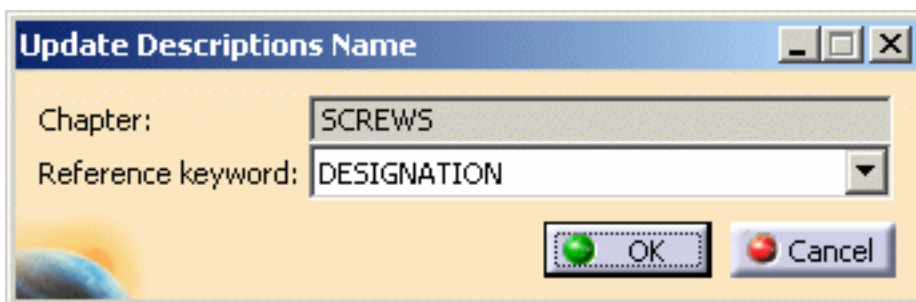 Update Descriptions Name
Chapter: SCREWS
Reference keyword: DESIGNATION
OK Cancel